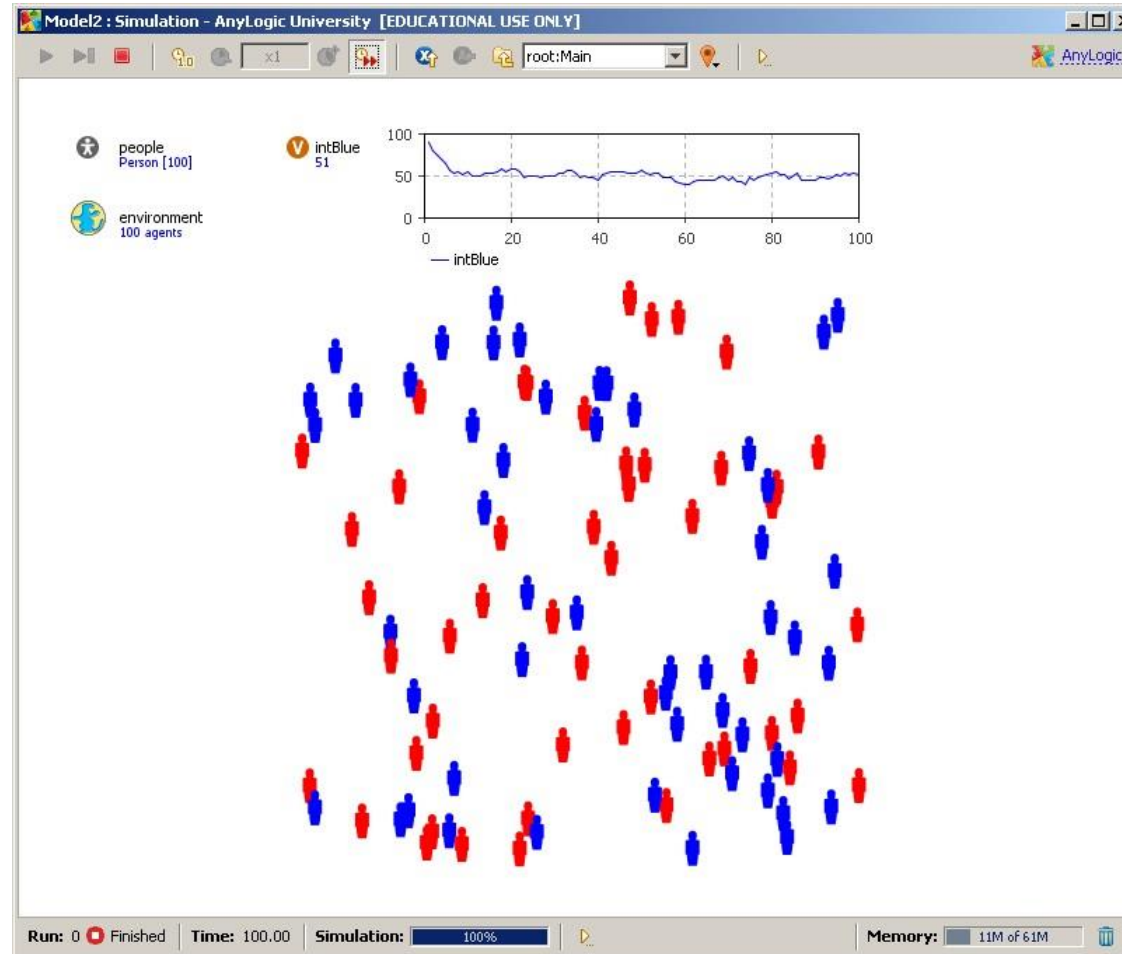 Model2 : Simulation - AnyLogic University [EDUCATIONAL USE ONLY]
x1
root:Main
AnyLogic
people
Person [100]
V intBlue
51
environment
100 agents
100
50
0
0 20 40 60 80 100
intBlue
Run: 0 Finished Time: 100.00 Simulation: 100% Memory: 11M of 61M